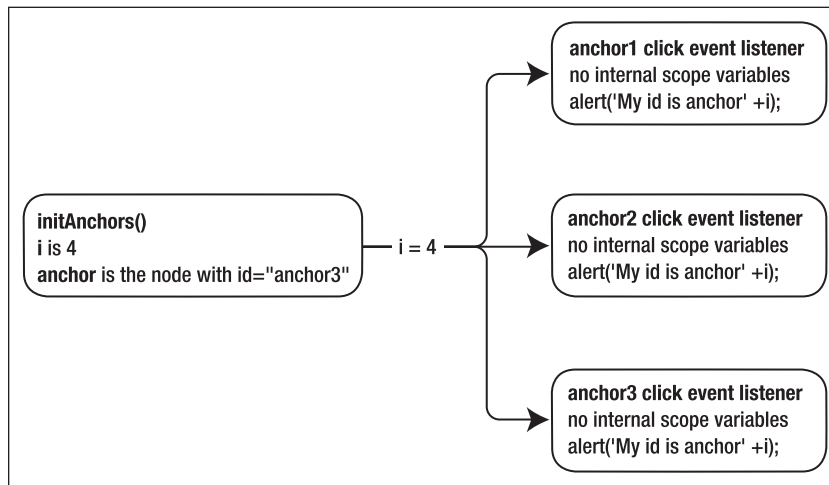 anchor1 click event listener
no internal scope variables
alert('My id is anchor' +i);
initAnchors()
i is 4
anchor is the node with id="anchor3"
i = 4
anchor2 click event listener
no internal scope variables
alert('My id is anchor' +i);
anchor3 click event listener
no internal scope variables
alert('My id is anchor' +i);